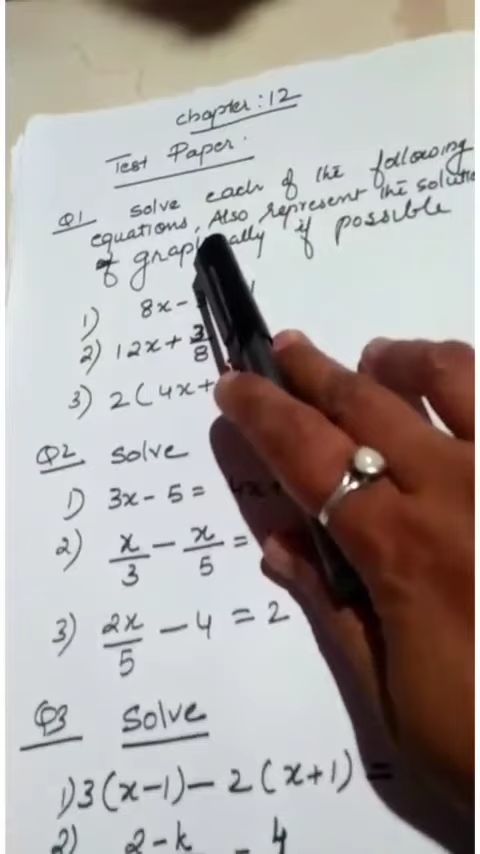 Chapter: 12
Test Paper.
Q1 Solve each of the following
equations, Also represent the
of graphically if possible
1) 8x -
2) 12x + 3/8
3) 2(4x+
Q2 Solve
1) 3x - 5 = 4x+
2) x/3 - x/5 =
3) 2x/5 - 4 = 2
Q3 Solve
1) 3(x-1) - 2(x+1) =
2) 2-k 4